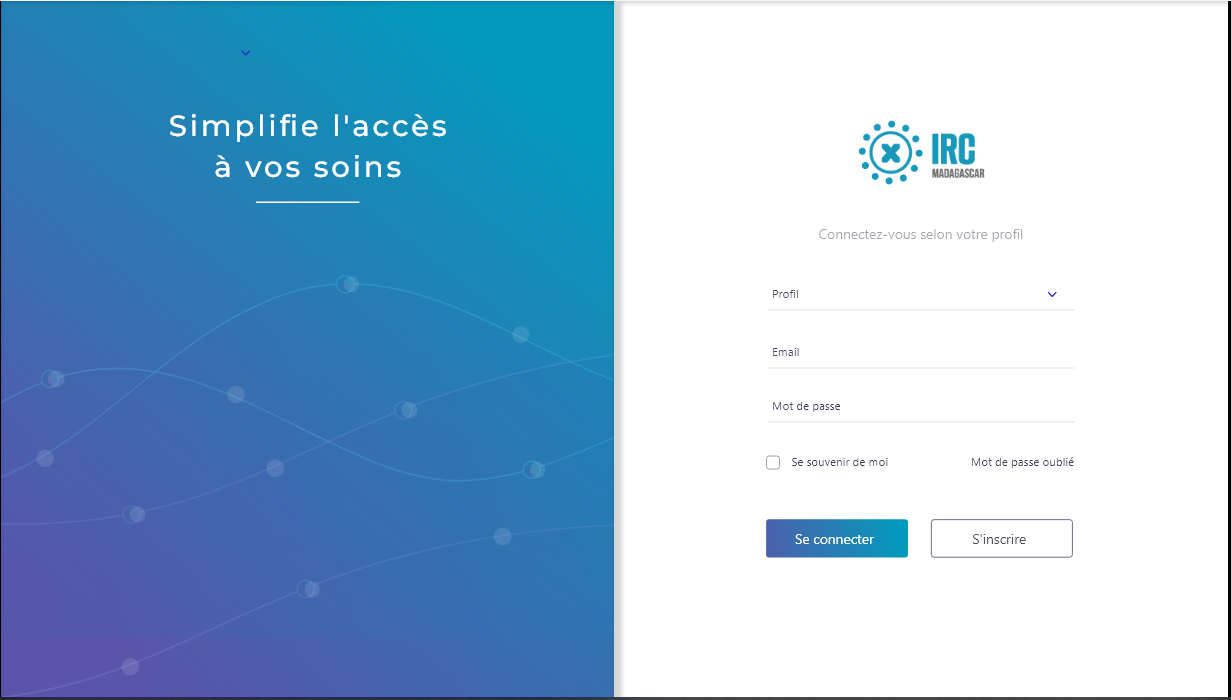 Simplifie l'accès
à vos soins
IRC
MADAGASCAR
Connectez-vous selon votre profil
Profil
Email
Mot de passe
Se souvenir de moi
Mot de passe oublié
Se connecter
S'inscrire